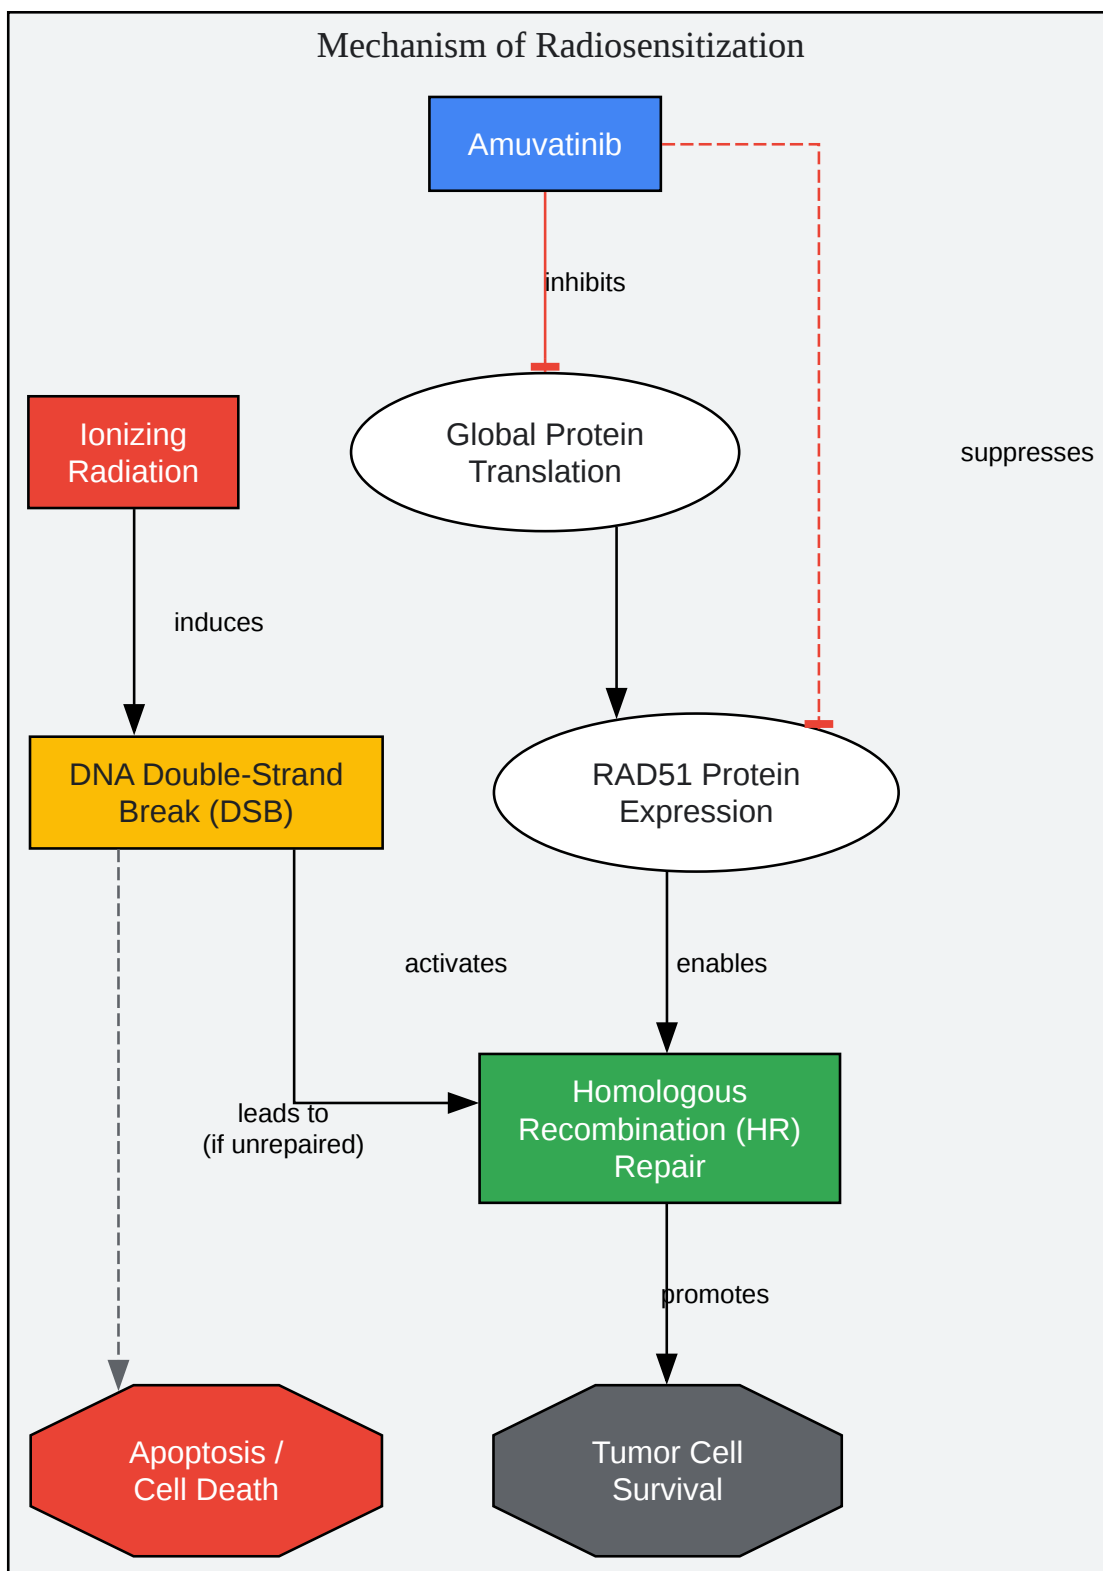 Mechanism of Radiosensitization
Amuvatinib
inhibits
Ionizing
Radiation
Global Protein
Translation
suppresses
induces
DNA Double-Strand
Break (DSB)
RAD51 Protein
Expression
activates
enables
leads to
(if unrepaired)
Homologous
Recombination (HR)
Repair
promotes
Apoptosis /
Cell Death
Tumor Cell
Survival